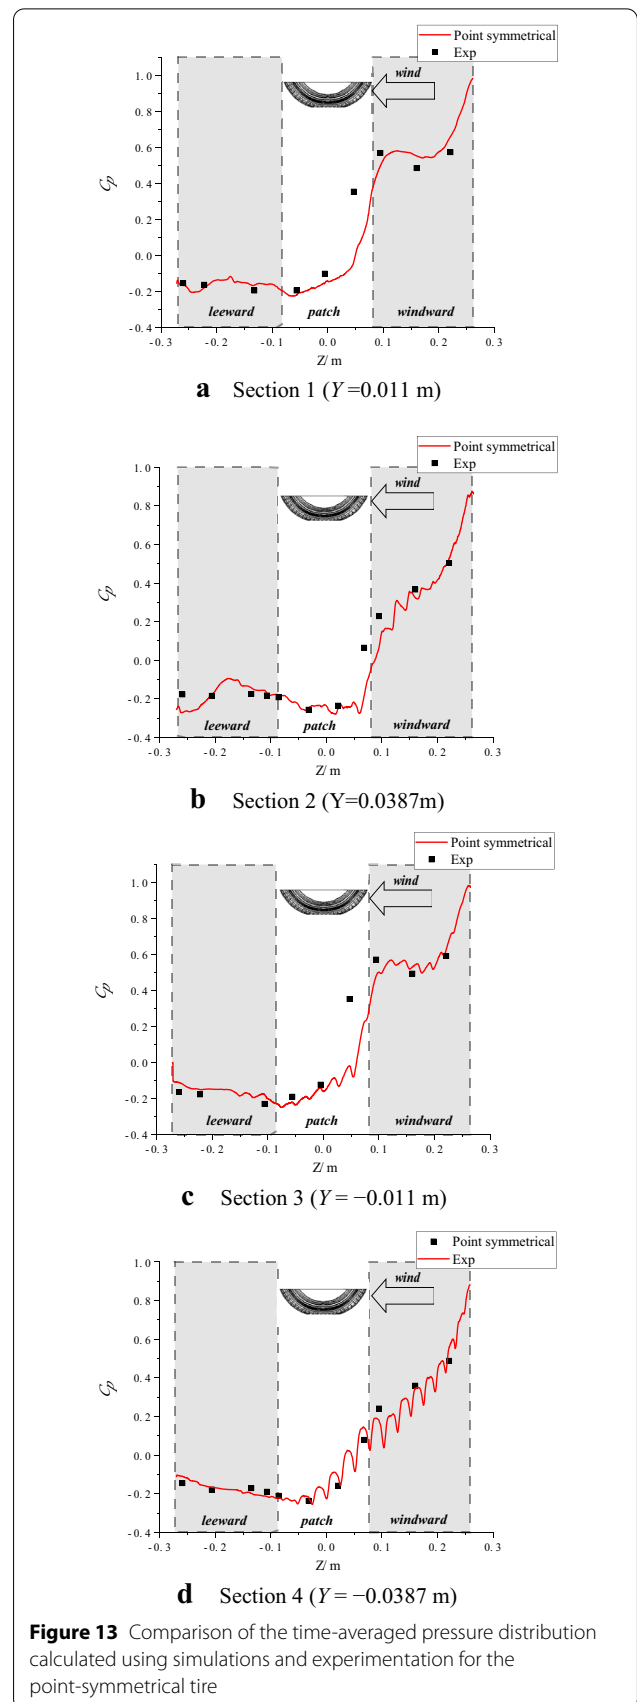 Point symmetrical
Exp
wind
1. 0
0. 8
0. 6
0. 4
0. 2
0. 0
-0. 2
-0. 4
Cp
leeward patch windward
-0. 3 -0. 2 -0. 1 0. 0 0. 1 0. 2 0. 3
Z/ m
a Section 1 (Y =0.011 m)
Point symmetrical
Exp
wind
1. 0
0. 8
0. 6
0. 4
0. 2
0. 0
-0. 2
-0. 4
Cp
leeward patch windward
-0. 3 -0. 2 -0. 1 0. 0 0. 1 0. 2 0. 3
Z/ m
b Section 2 (Y=0.0387m)
Point symmetrical
Exp
wind
1. 0
0. 8
0. 6
0. 4
0. 2
0. 0
-0. 2
-0. 4
Cp
leeward patch windward
-0. 3 -0. 2 -0. 1 0. 0 0. 1 0. 2 0. 3
Z/ m
c Section 3 (Y = −0.011 m)
Point symmetrical
Exp
wind
1. 0
0. 8
0. 6
0. 4
0. 2
0. 0
-0. 2
-0. 4
Cp
leeward patch windward
-0. 3 -0. 2 -0. 1 0. 0 0. 1 0. 2 0. 3
Z/ m
d Section 4 (Y = −0.0387 m)
Figure 13 Comparison of the time-averaged pressure distribution
calculated using simulations and experimentation for the
point-symmetrical tire